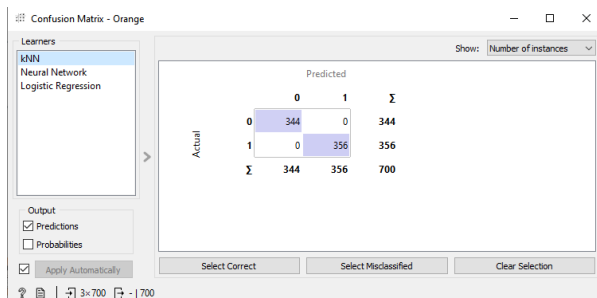 Confusion Matrix - Orange
Learners
kNN
Neural Network
Logistic Regression
Output
Predictions
Probabilities
Apply Automatically
Show: Number of instances
Predicted
0 1 Σ
Actual
0 344 0 344
1 0 356 356
Σ 344 356 700
Select Correct Select Misclassified Clear Selection
3×700 - | 700